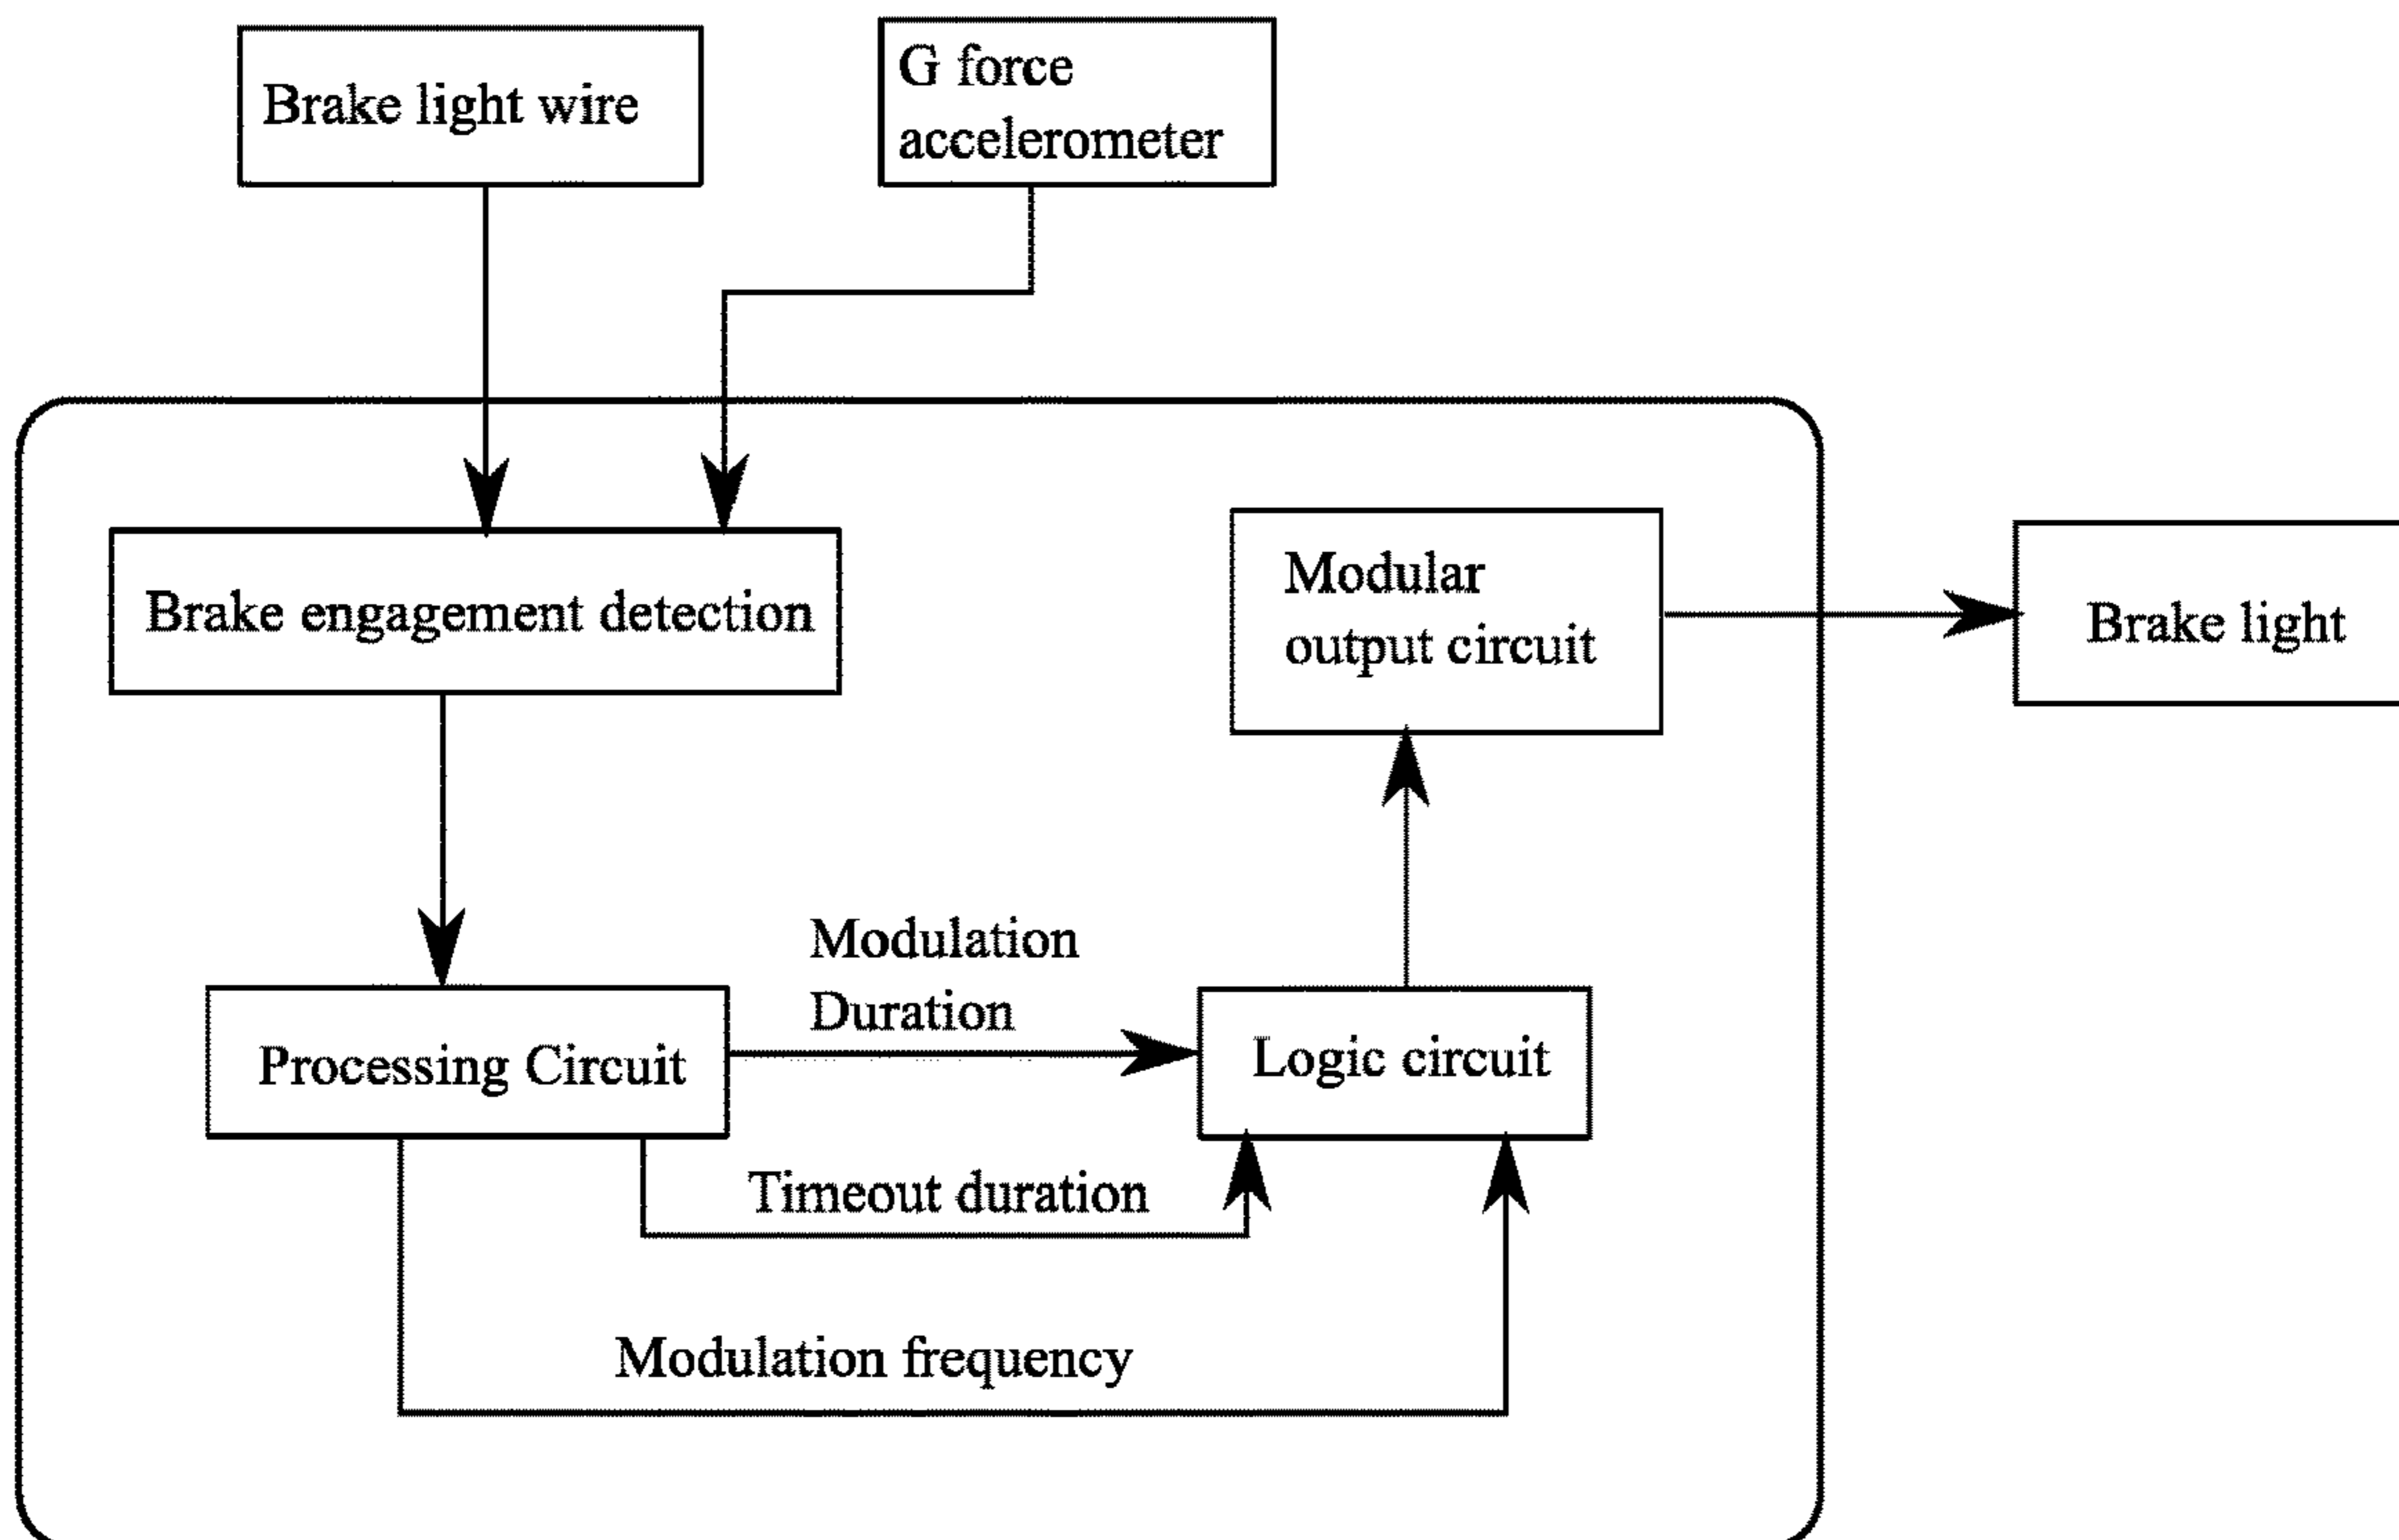 Brake light wire
G force
accelerometer
Brake engagement detection
Modular
output circuit
Brake light
Modulation
Duration
Processing Circuit
Logic circuit
Timeout duration
Modulation frequency